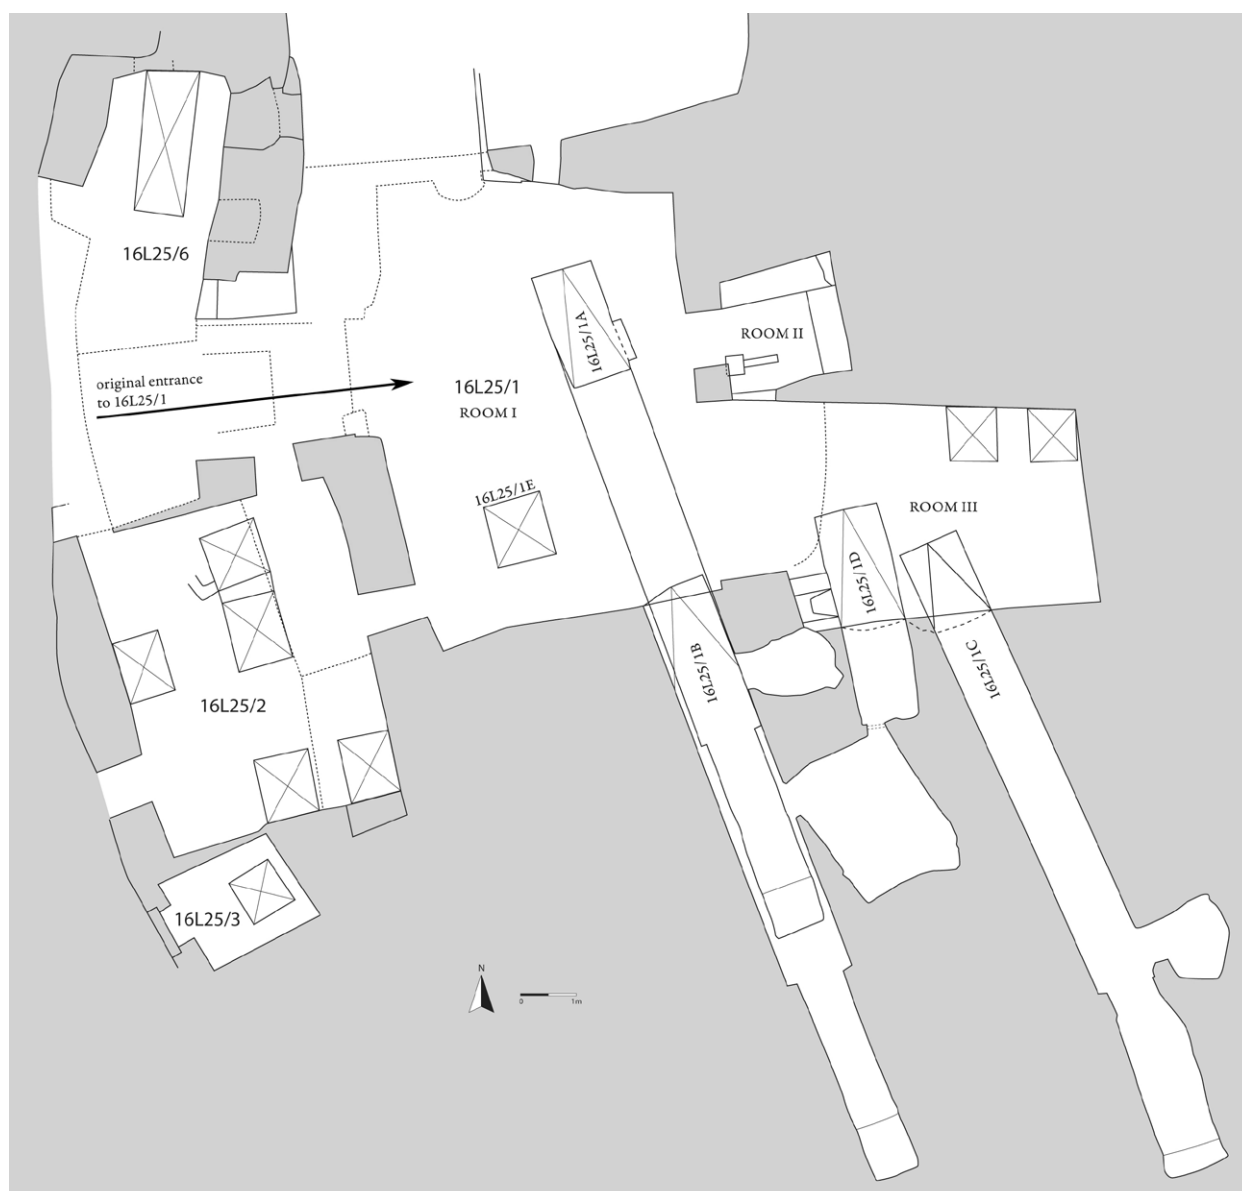 16L25/6
original entrance
to 16L25/1
16L25/1
ROOM I
16L25/1A
ROOM II
16L25/1E
ROOM III
16L25/1D
16L25/1B
16L25/1C
16L25/2
16L25/3
N
0 1m